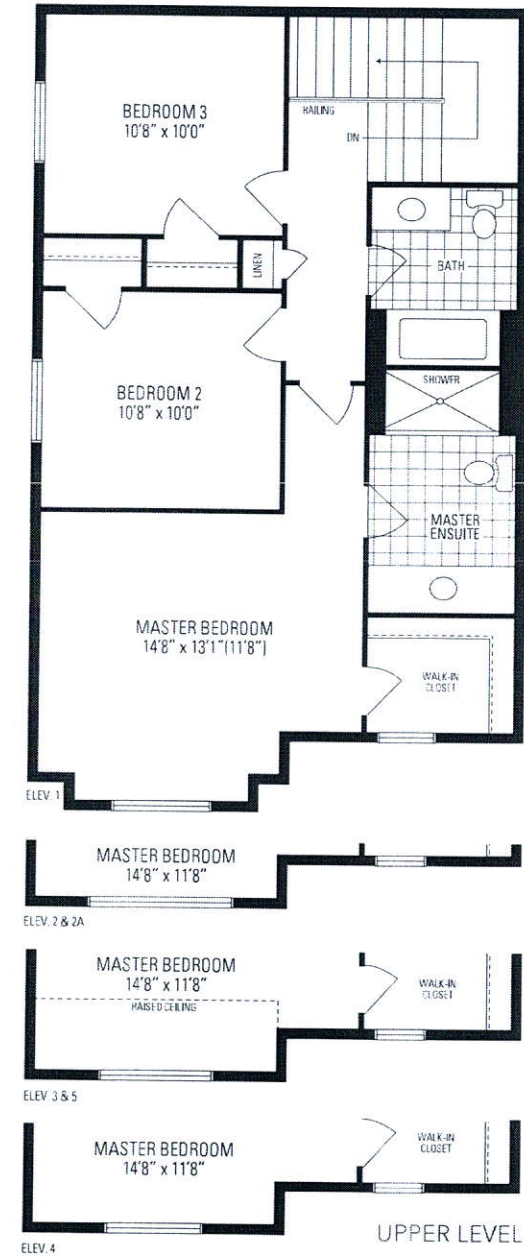 BEDROOM 3
10'8" x 10'0"
RAILING
DN
LINEN
BATH
BEDROOM 2
10'8" x 10'0"
SHOWER
MASTER
ENSUITE
MASTER BEDROOM
14'8" x 13'1"(11'8")
WALK-IN
CLOSET
ELEV. 1
MASTER BEDROOM
14'8" x 11'8"
ELEV. 2 & 2A
MASTER BEDROOM
14'8" x 11'8"
RAISED CEILING
WALK-IN
CLOSET
ELEV. 3 & 5
MASTER BEDROOM
14'8" x 11'8"
WALK-IN
CLOSET
ELEV. 4
UPPER LEVEL